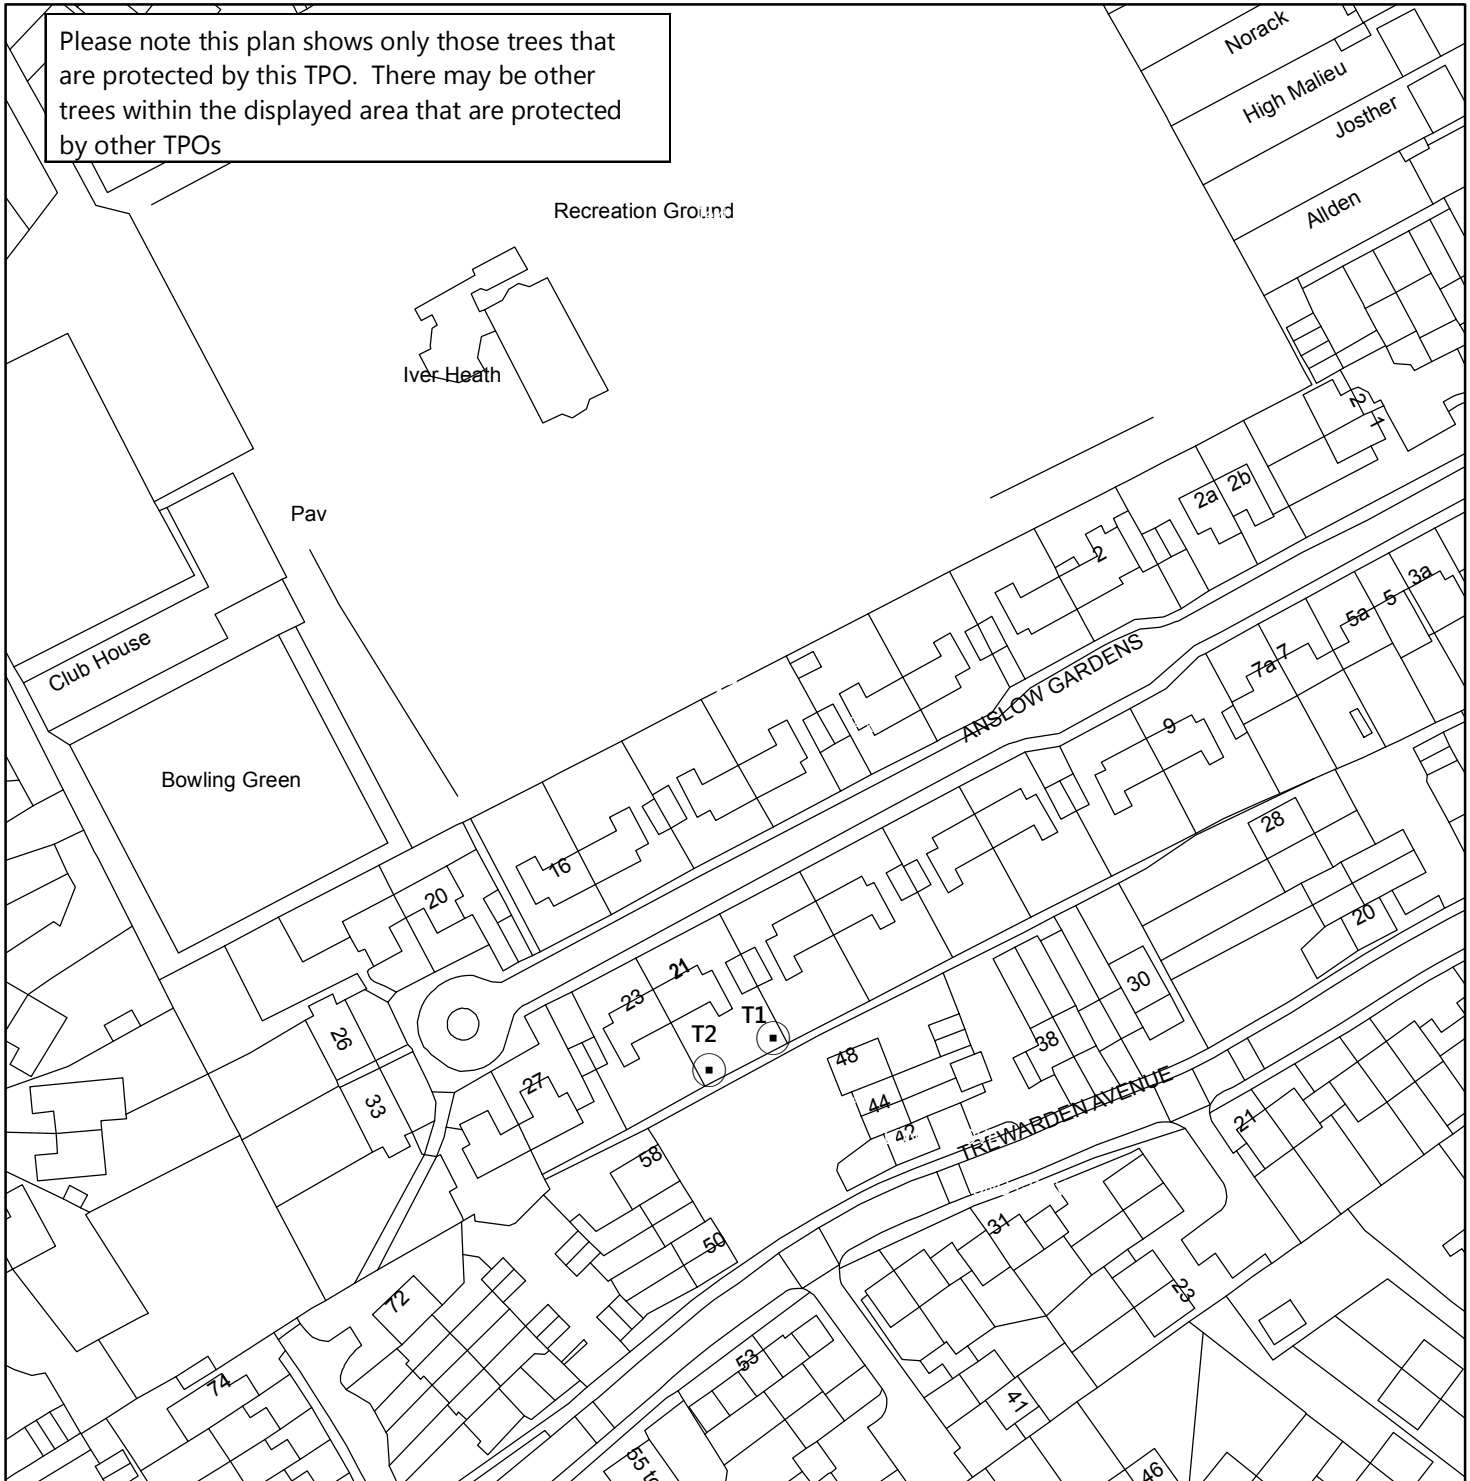 Please note this plan shows only those trees that
are protected by this TPO.  There may be other
trees within the displayed area that are protected
by other TPOs
Norack
High Malieu
Josther
Allden
Recreation Ground
Iver Heath
2
1
Pav
2a
2b
2
3a
5
5a
7
7a
9
Club House
ANSLOW GARDENS
Bowling Green
16
20
28
20
21
23
T1
T2
26
27
33
30
38
48
44
42
TREWARDEN AVENUE
21
58
50
31
23
72
74
53
41
46
55 to